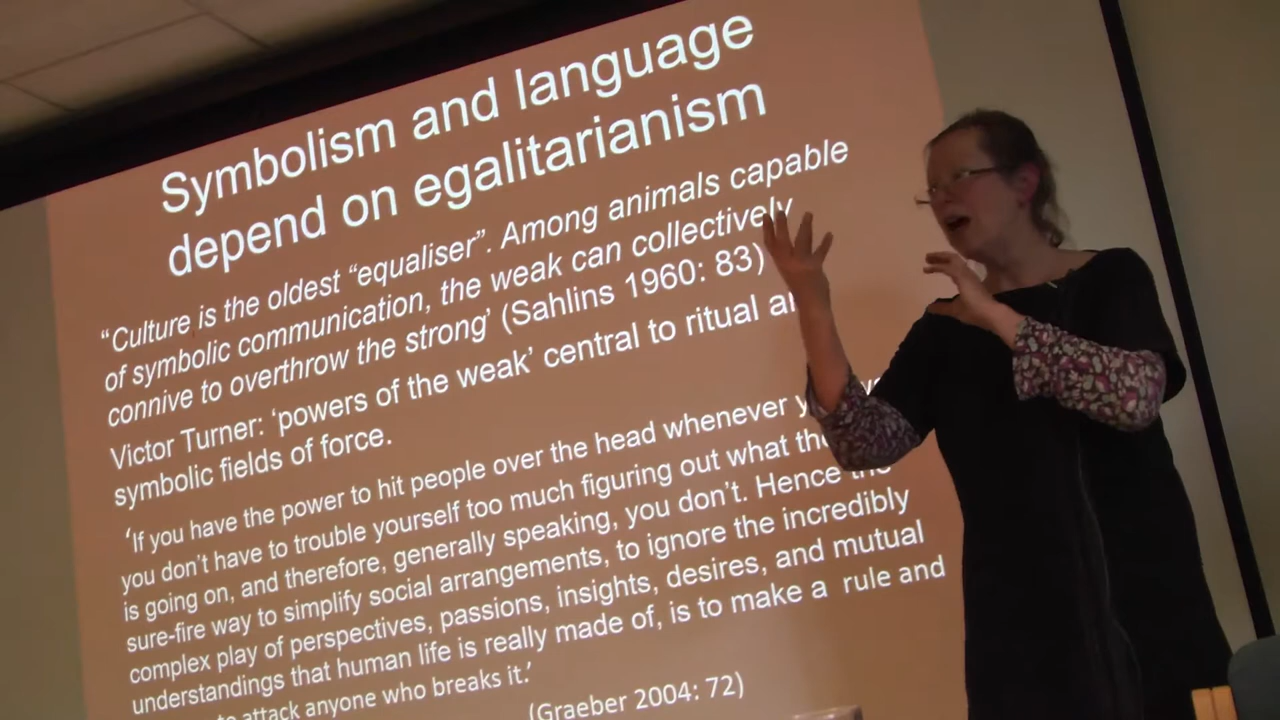 Symbolism and language
depend on egalitarianism
“Culture is the oldest “equaliser”. Among animals capable
of symbolic communication, the weak can collectively
connive to overthrow the strong’ (Sahlins 1960: 83)
Victor Turner: ‘powers of the weak’ central to ritual
symbolic fields of force.
‘If you have the power to hit people over the head whenever
you don’t have to trouble yourself too much figuring out what
is going on, and therefore, generally speaking, you don’t. Hence
sure-fire way to simplify social arrangements, to ignore the incredibly
complex play of perspectives, passions, insights, desires, and mutual
understandings that human life is really made of, is to make a rule and
attack anyone who breaks it.’
(Graeber 2004: 72)